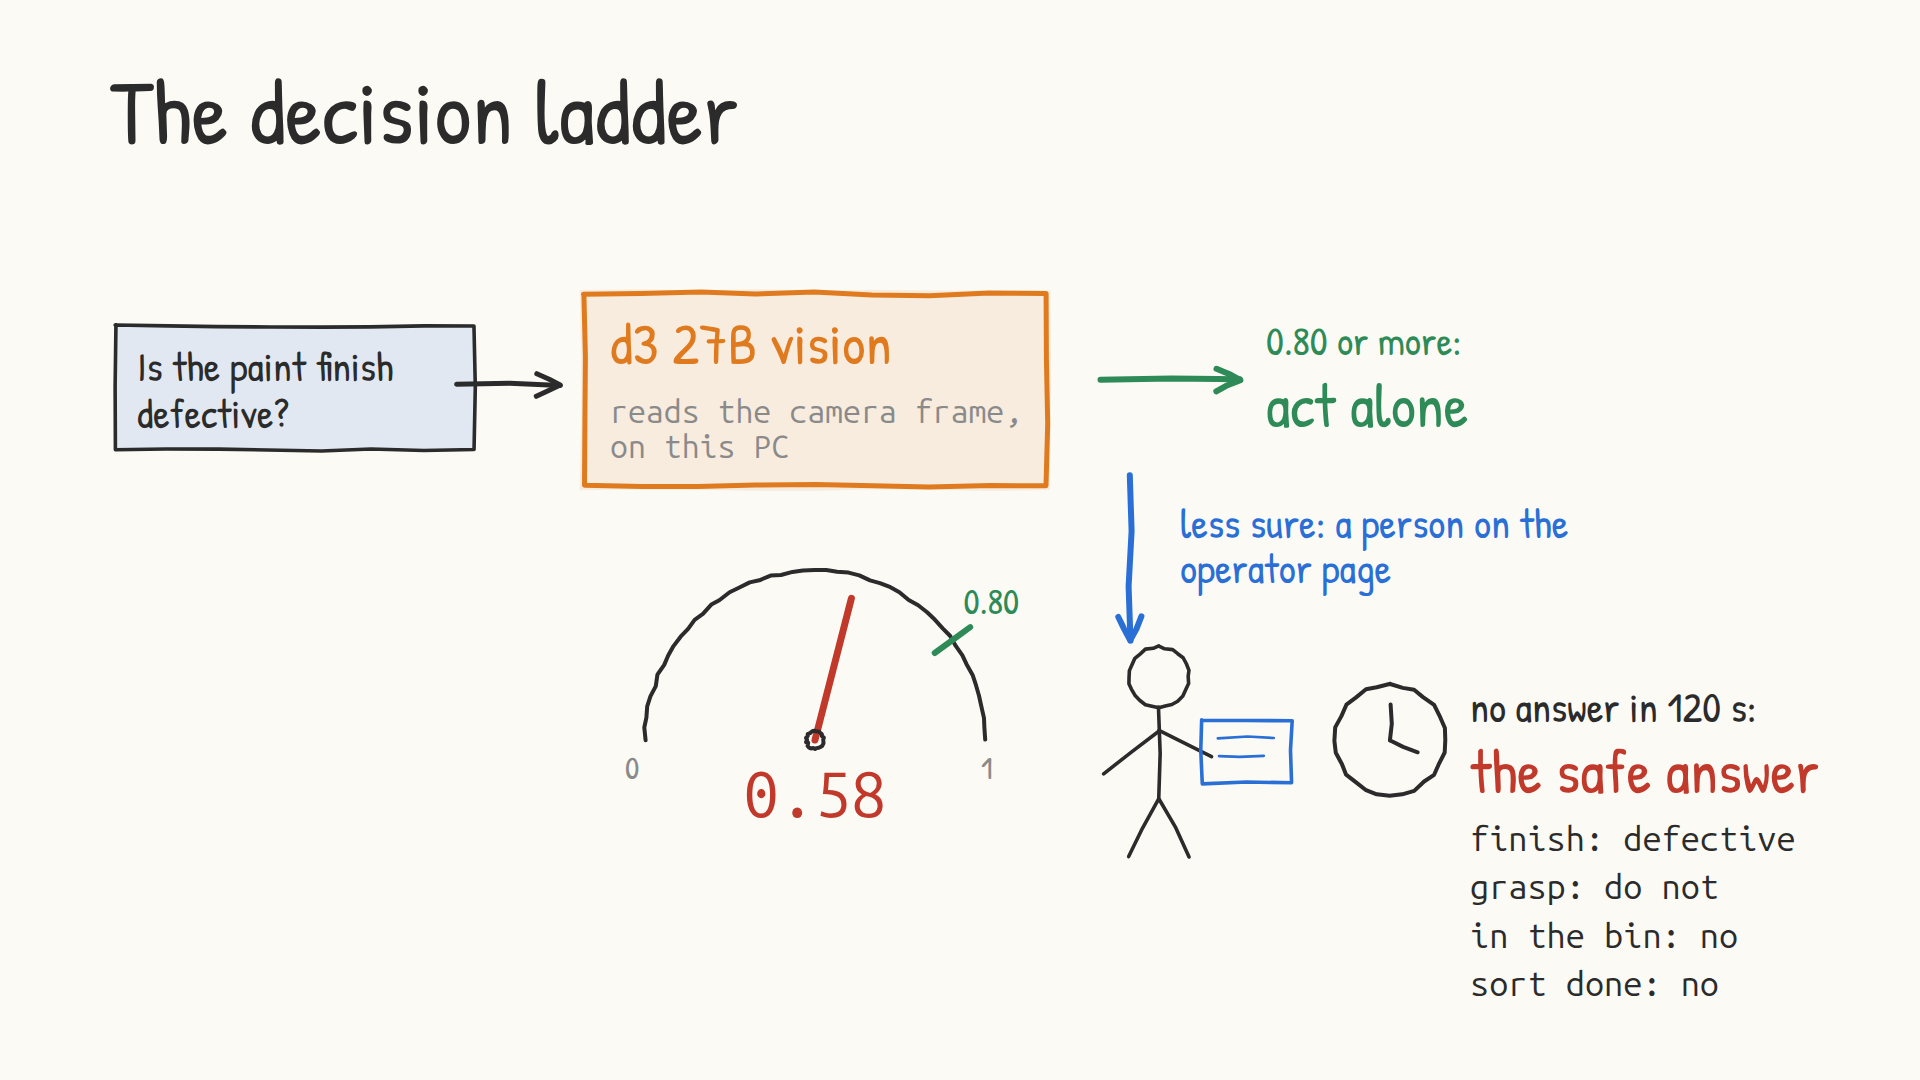 The decision ladder
Is the paint finish
defective?
d3 27B vision
reads the camera frame,
on this PC
0.80 or more:
act alone
less sure: a person on the
operator page
0.80
0
1
0.58
no answer in 120 s:
the safe answer
finish: defective
grasp: do not
in the bin: no
sort done: no